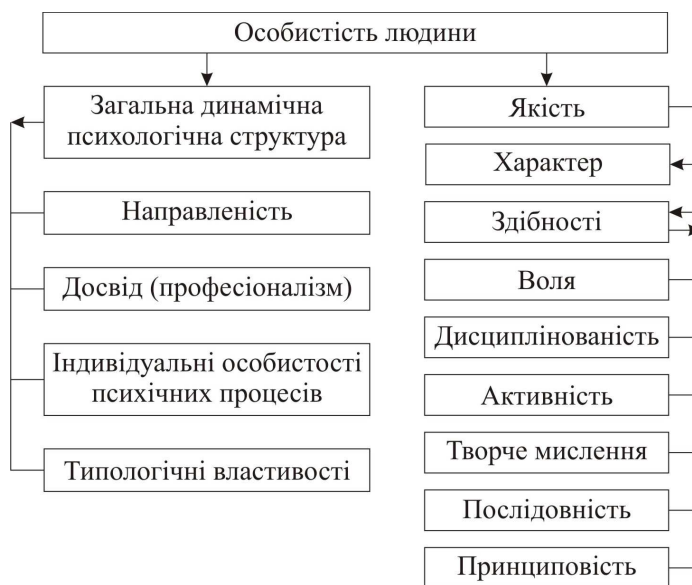 Особистість людини
Загальна динамічна
психологічна структура
Направленість
Досвід (професіоналізм)
Індивідуальні особистості
психічних процесів
Типологічні властивості
Якість
Характер
Здібності
Воля
Дисциплінованість
Активність
Творче мислення
Послідовність
Принциповість